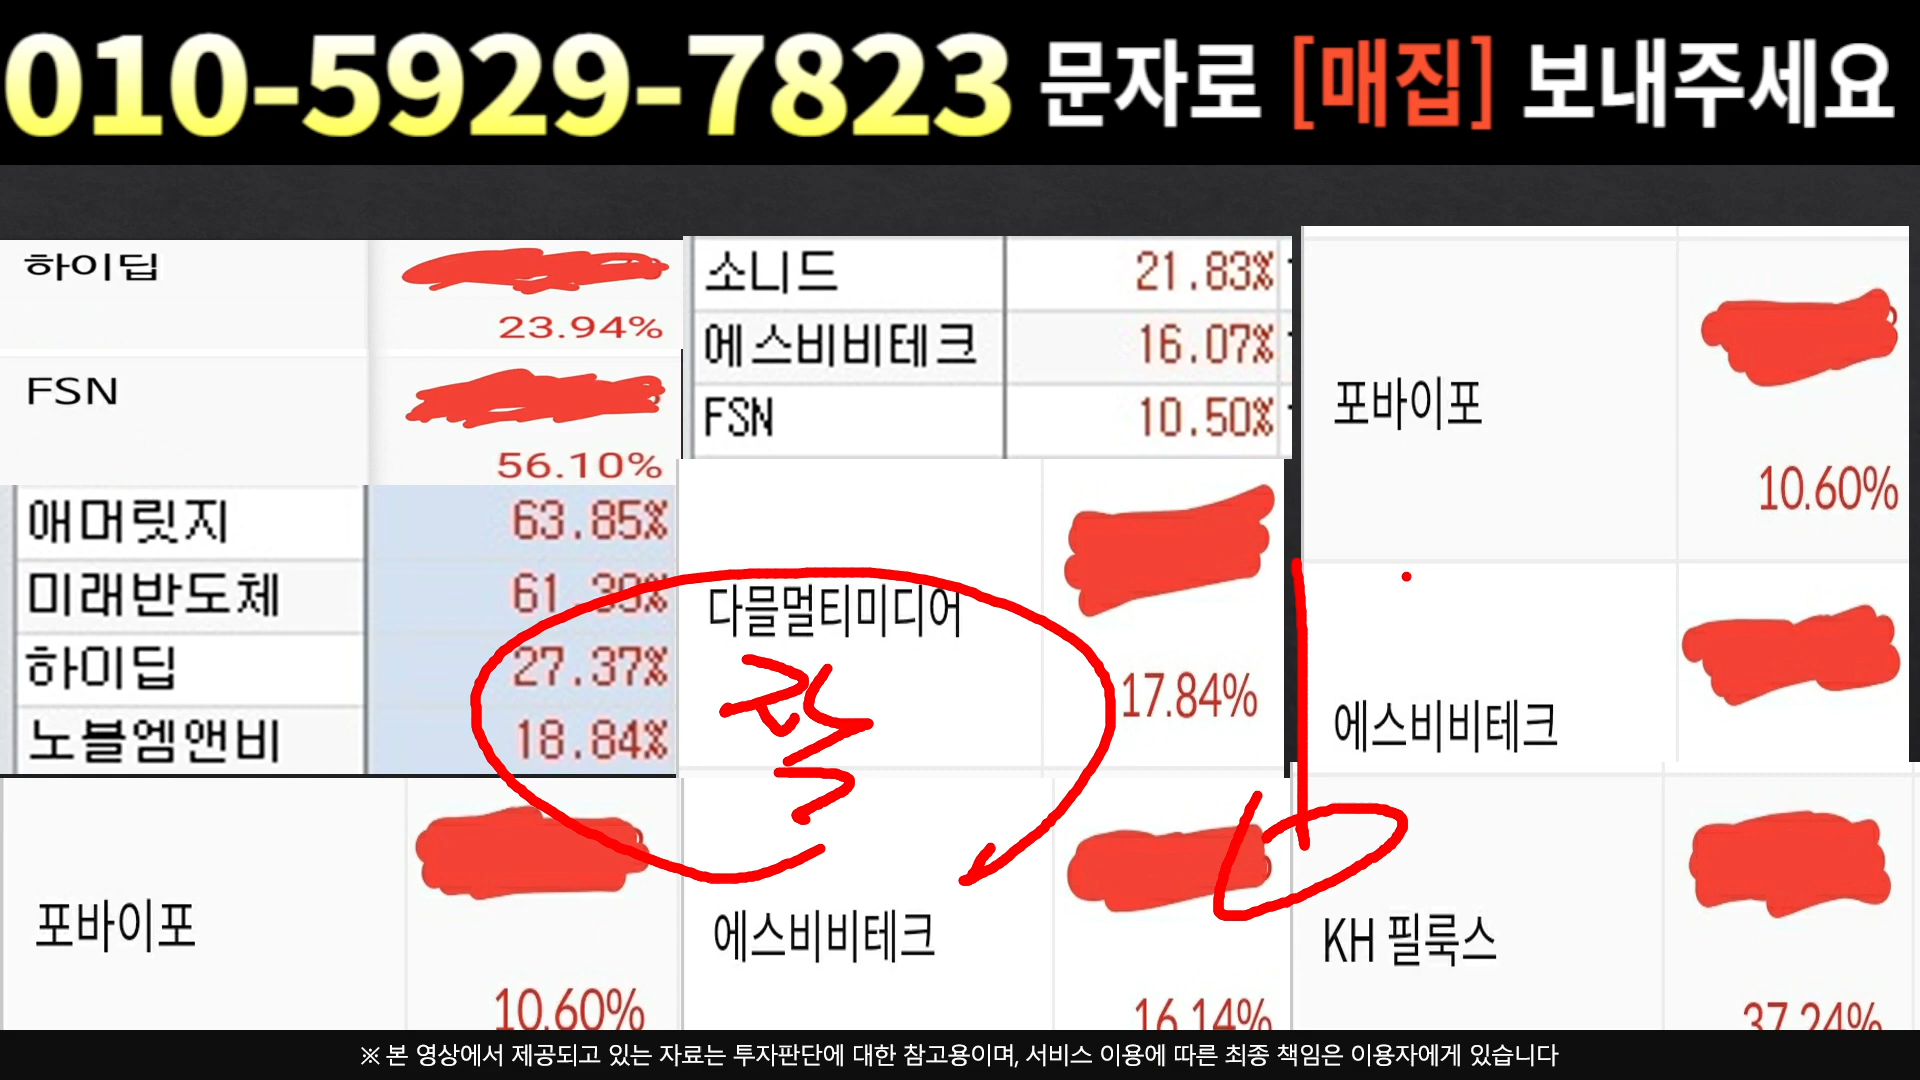 010-5929-7823 문자로 [매집] 보내주세요
하이딥
23.94%
FSN
56.10%
애머릿지 63.85%
미래반도체 61.39%
하이딥 27.37%
노블엠앤비 18.84%
소니드 21.83%
에스비비테크 16.07%
FSN 10.50%
다믈멀티미디어
17.84%
포바이포
10.60%
에스비비테크
포바이포
10.60%
에스비비테크
16.14%
KH 필룩스
37.24%
※ 본 영상에서 제공되고 있는 자료는 투자판단에 대한 참고용이며, 서비스 이용에 따른 최종 책임은 이용자에게 있습니다